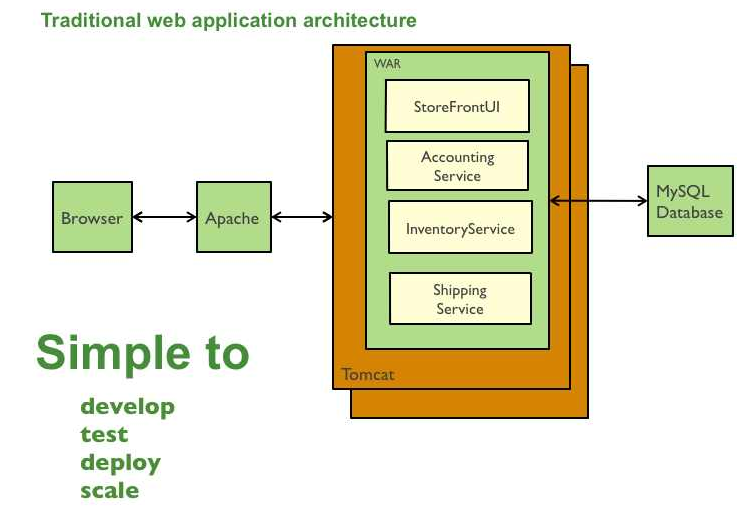 Traditional web application architecture
WAR
StoreFrontUI
Accounting
Service
InventoryService
Shipping
Service
Tomcat
Browser
Apache
MySQL
Database
Simple to
develop
test
deploy
scale